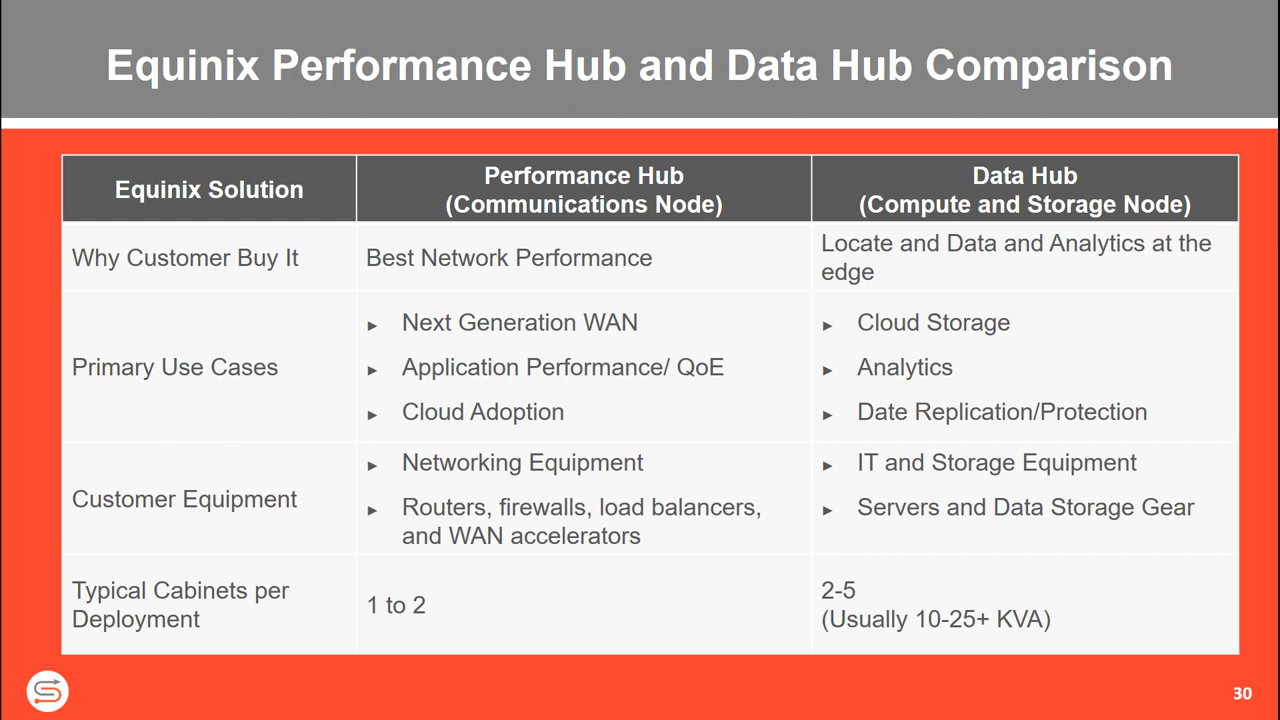 Equinix Performance Hub and Data Hub Comparison
Equinix Solution
Performance Hub
(Communications Node)
Data Hub
(Compute and Storage Node)
Why Customer Buy It
Best Network Performance
Locate and Data and Analytics at the
edge
Primary Use Cases
► Next Generation WAN
► Application Performance/ QoE
► Cloud Adoption
► Cloud Storage
► Analytics
► Date Replication/Protection
Customer Equipment
► Networking Equipment
► Routers, firewalls, load balancers,
and WAN accelerators
► IT and Storage Equipment
► Servers and Data Storage Gear
Typical Cabinets per
Deployment
1 to 2
2-5
(Usually 10-25+ KVA)
30